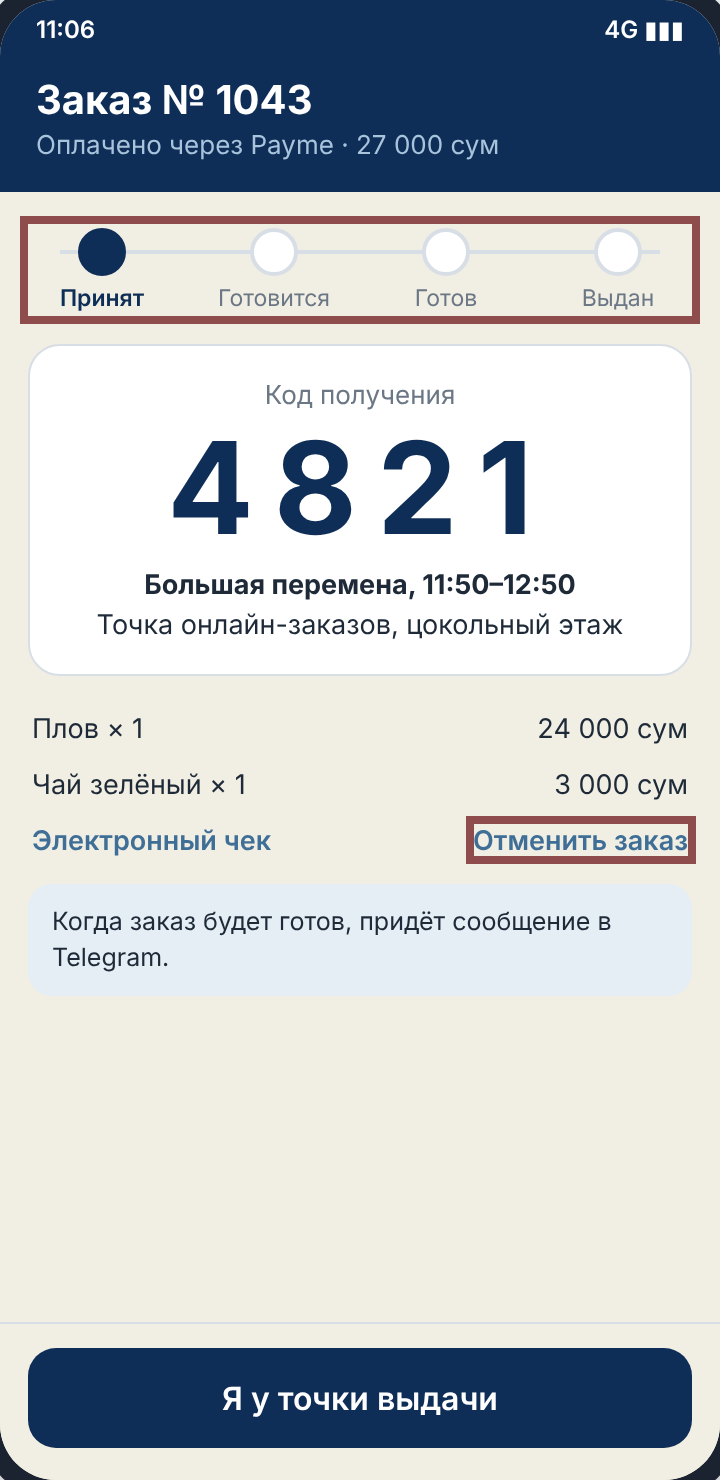 11:06 4G
Заказ № 1043
Оплачено через Payme · 27 000 сум
Принят Готовится Готов Выдан
Код получения
4821
Большая перемена, 11:50–12:50
Точка онлайн-заказов, цокольный этаж
Плов × 1 24 000 сум
Чай зелёный × 1 3 000 сум
Электронный чек Отменить заказ
Когда заказ будет готов, придёт сообщение в
Telegram.
Я у точки выдачи